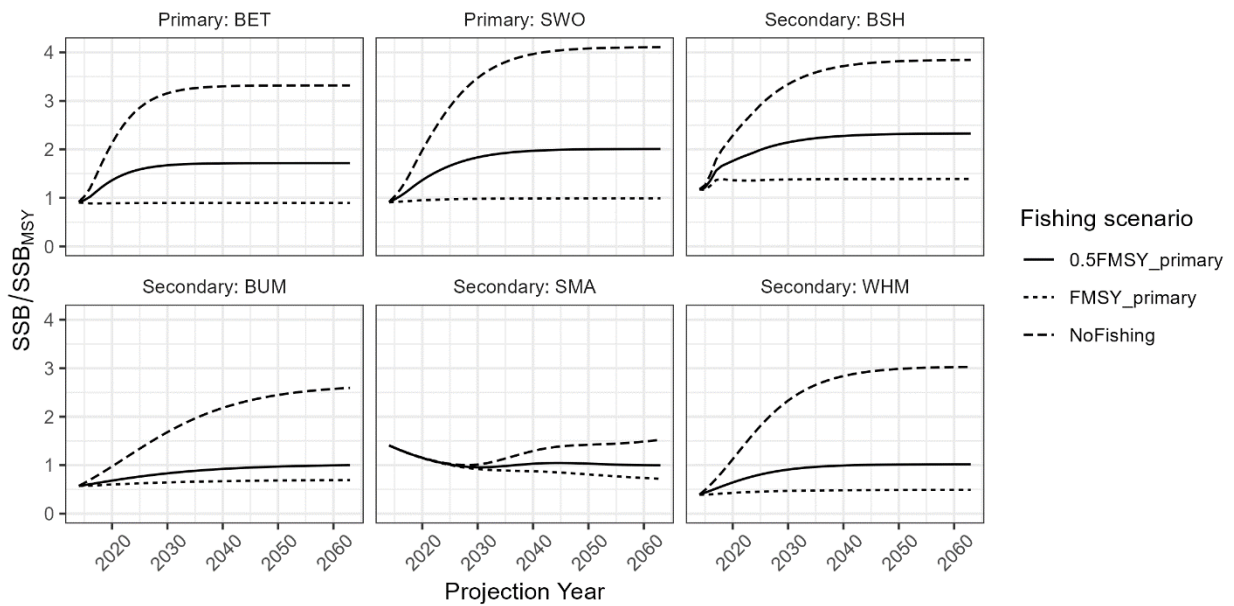 Primary: BET
Primary: SWO
Secondary: BSH
4
3
2
1
0
Secondary: BUM
Secondary: SMA
Secondary: WHM
4
3
2
1
0
SSB/SSB_MSY
2020 2030 2040 2050 2060
2020 2030 2040 2050 2060
2020 2030 2040 2050 2060
Projection Year
Fishing scenario
0.5FMSY_primary
FMSY_primary
NoFishing